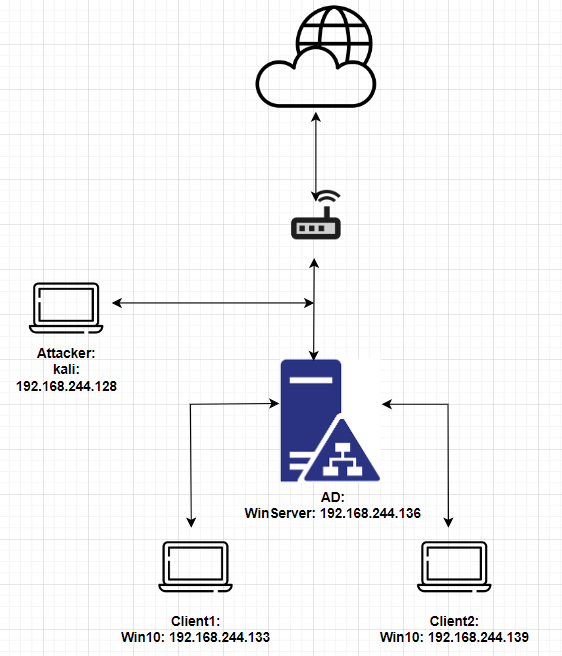 Attacker:
kali:
192.168.244.128
AD:
WinServer: 192.168.244.136
Client1:
Win10: 192.168.244.133
Client2:
Win10: 192.168.244.139